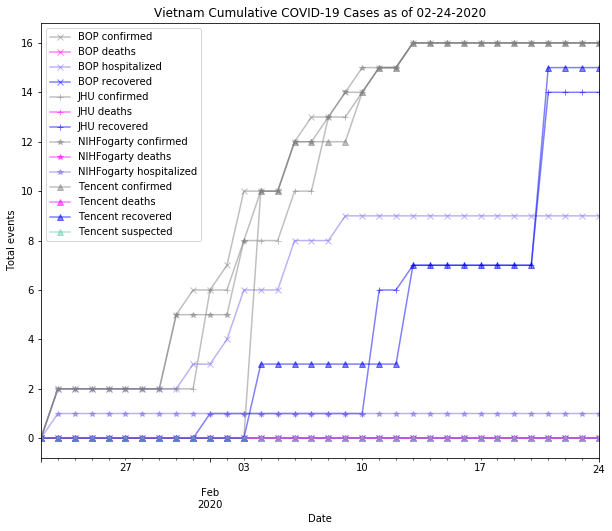 Vietnam Cumulative COVID-19 Cases as of 02-24-2020
BOP confirmed
BOP deaths
BOP hospitalized
BOP recovered
JHU confirmed
JHU deaths
JHU recovered
NIHFogarty confirmed
NIHFogarty deaths
NIHFogarty hospitalized
Tencent confirmed
Tencent deaths
Tencent recovered
Tencent suspected
Total events
16
14
12
10
8
6
4
2
0
27
03
10
17
24
Feb
2020
Date